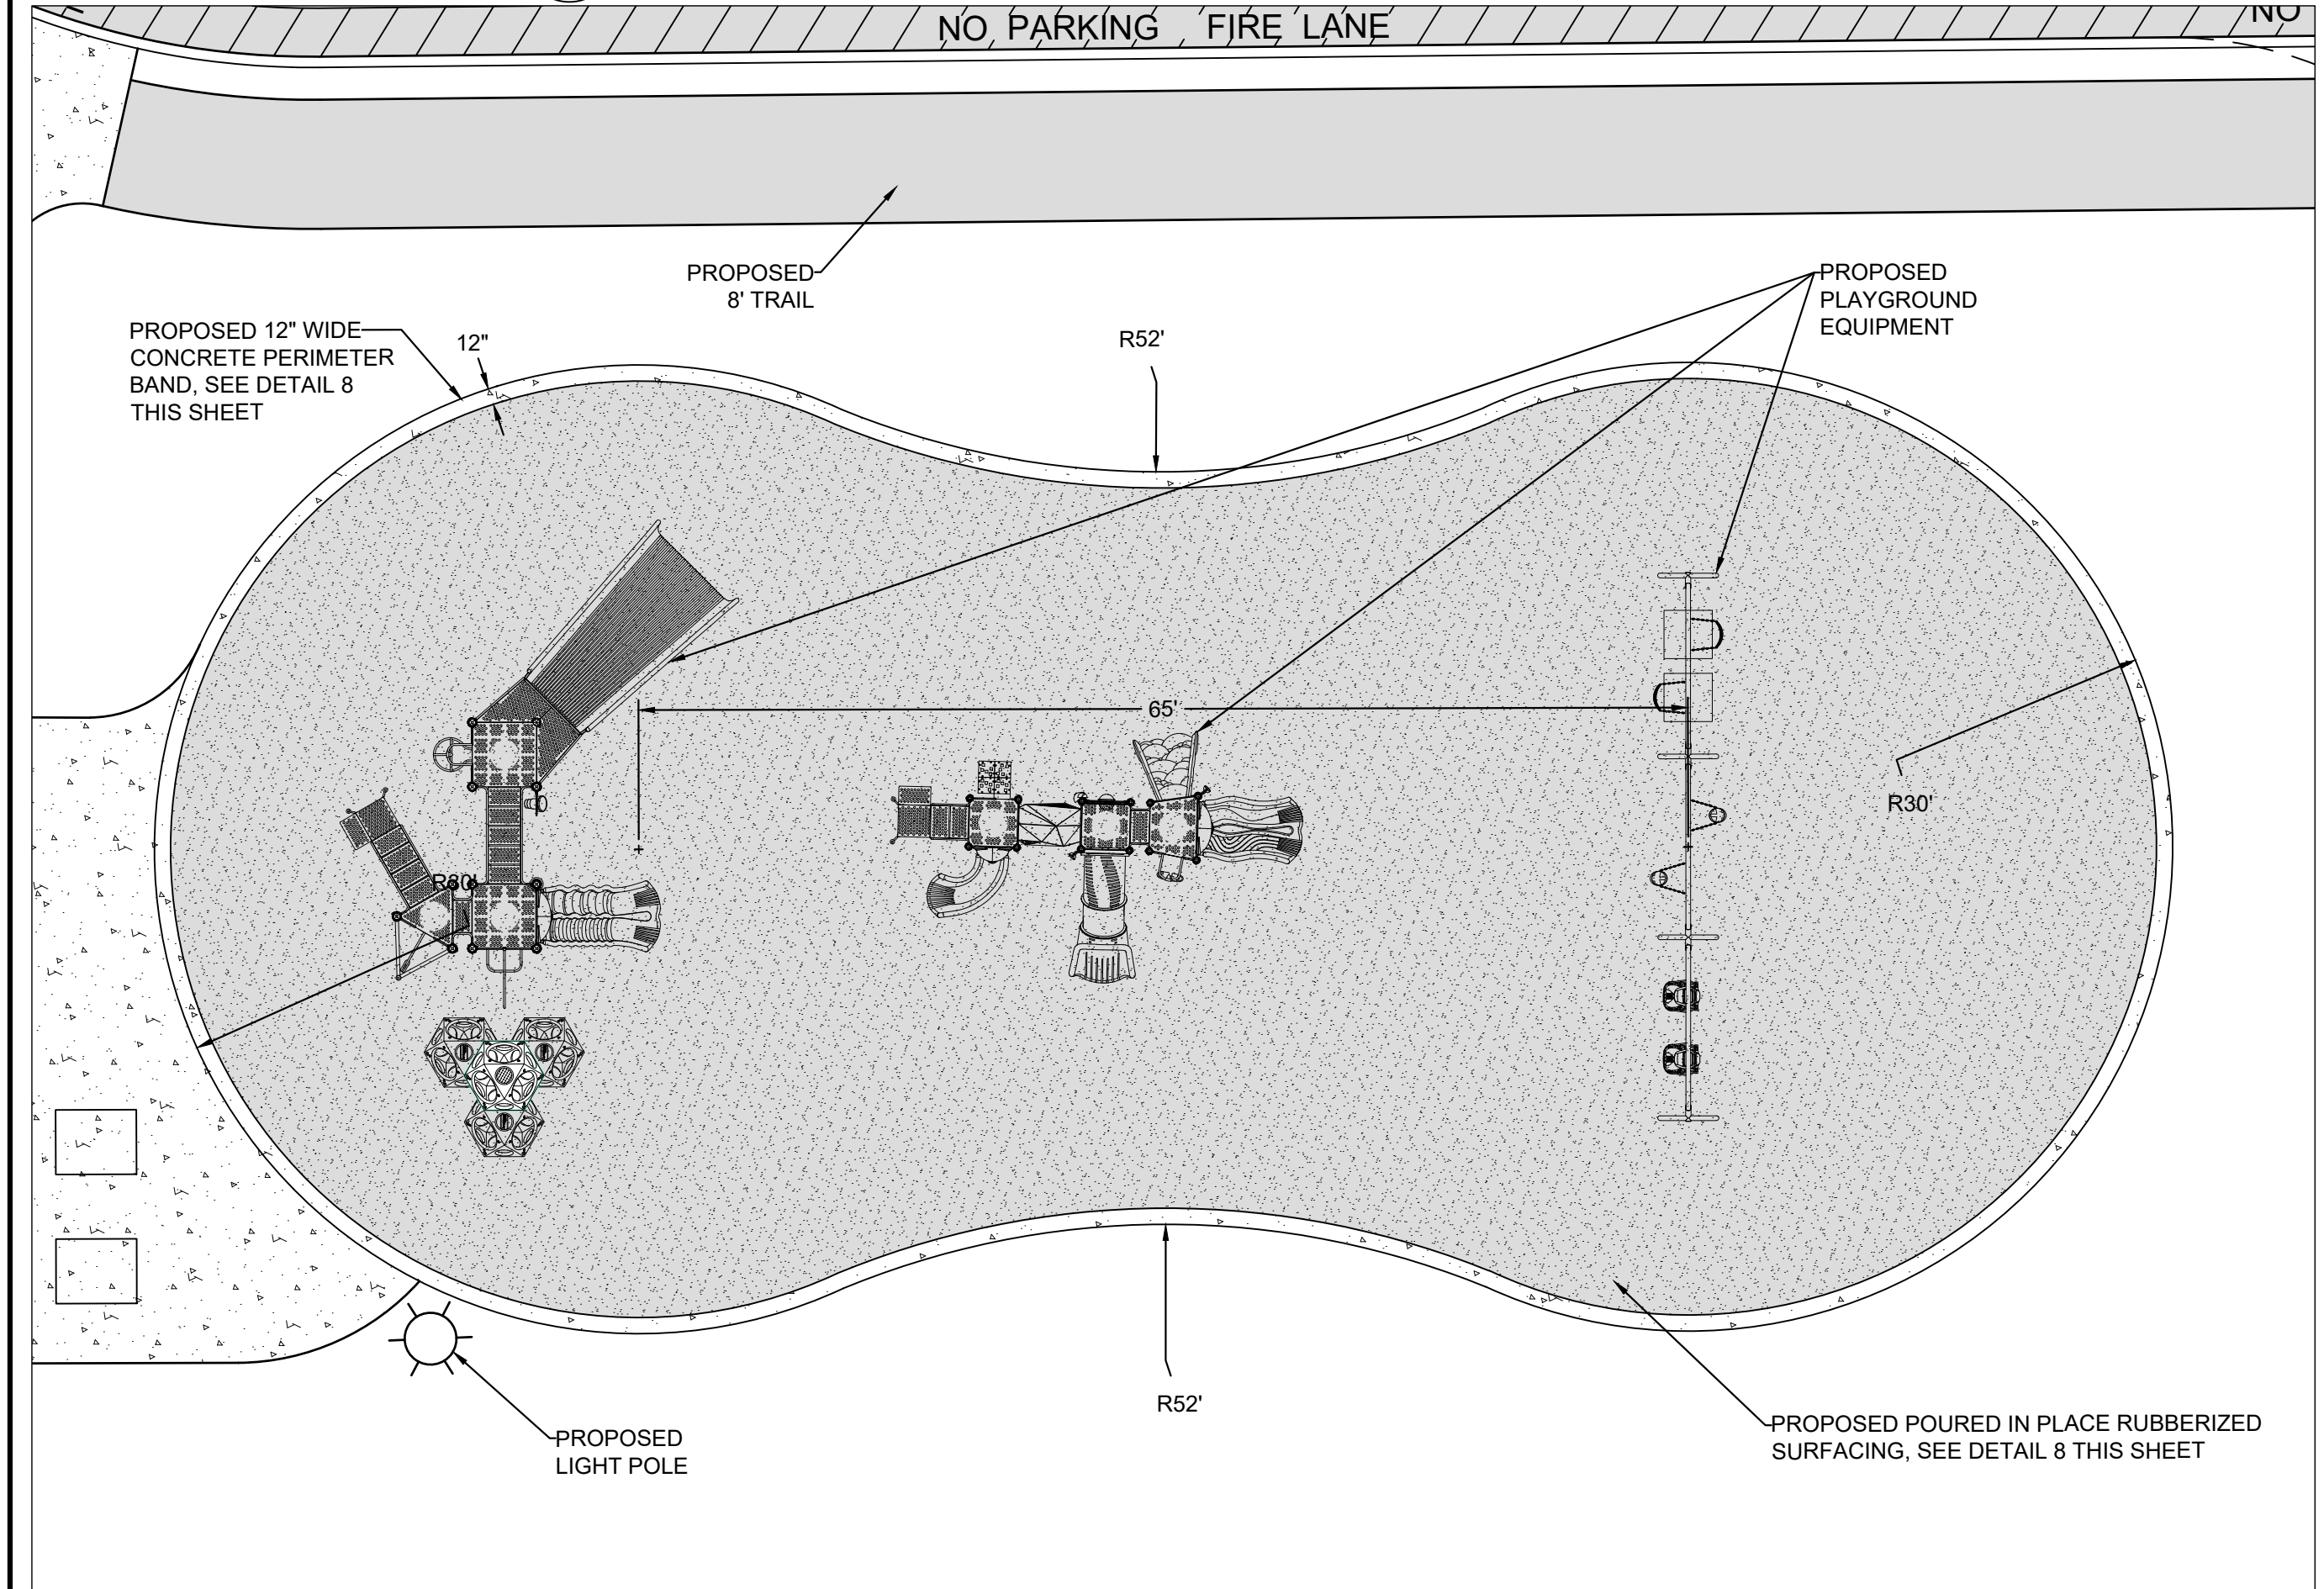 NO PARKING FIRE LANE
NO
PROPOSED
8' TRAIL
PROPOSED
PLAYGROUND
EQUIPMENT
PROPOSED 12" WIDE
CONCRETE PERIMETER
BAND, SEE DETAIL 8
THIS SHEET
12"
R52'
65'
R30'
R30'
R52'
PROPOSED
LIGHT POLE
PROPOSED POURED IN PLACE RUBBERIZED
SURFACING, SEE DETAIL 8 THIS SHEET